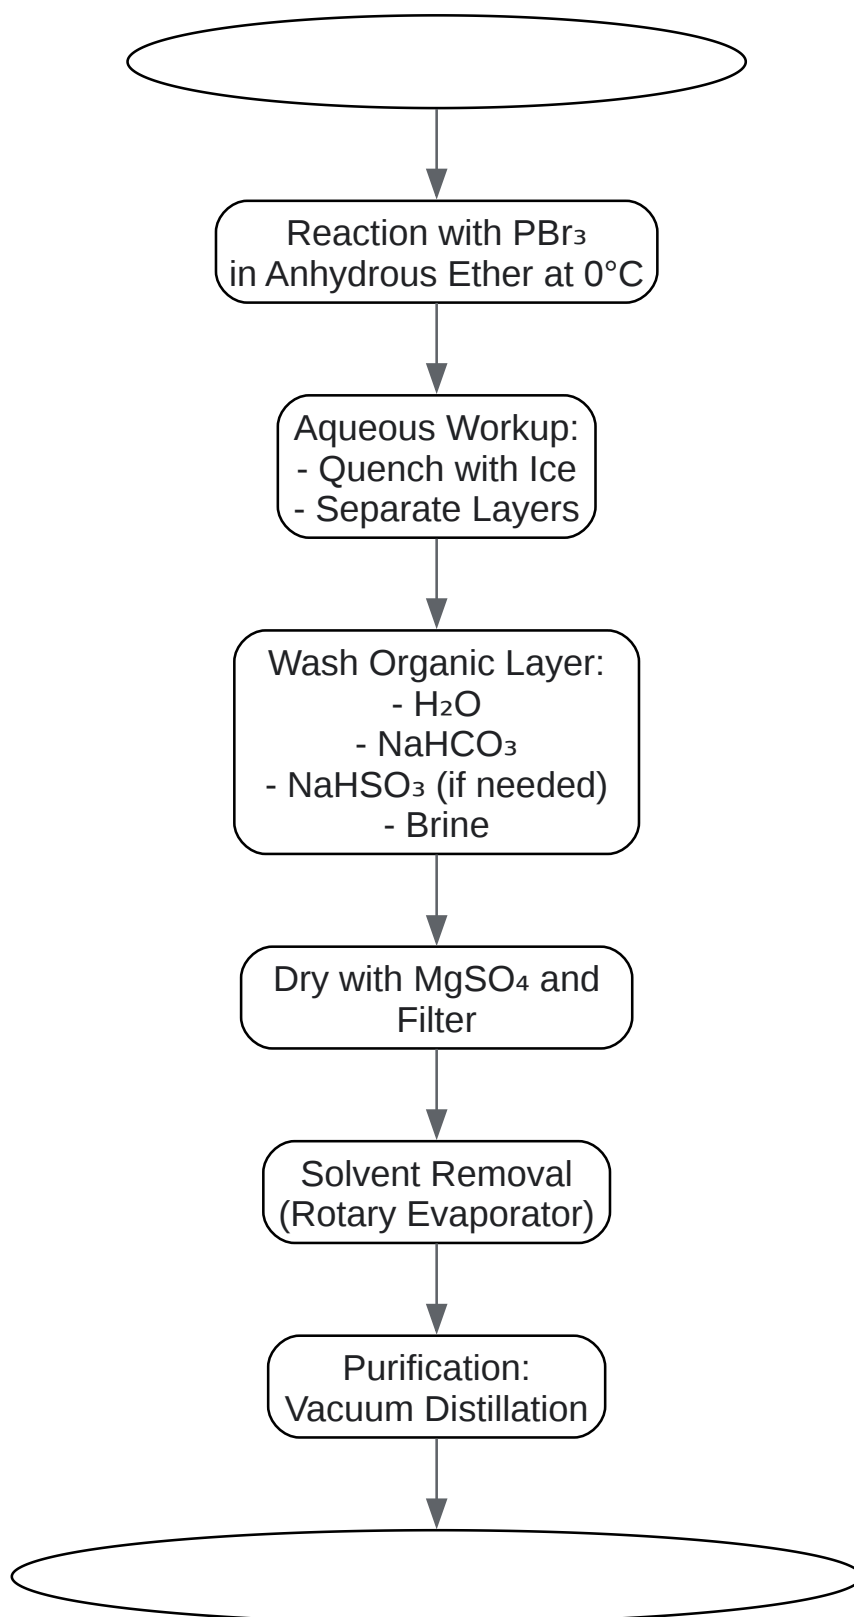 Reaction with PBr₃
in Anhydrous Ether at 0°C
Aqueous Workup:
- Quench with Ice
- Separate Layers
Wash Organic Layer:
- H₂O
- NaHCO₃
- NaHSO₃ (if needed)
- Brine
Dry with MgSO₄ and
Filter
Solvent Removal
(Rotary Evaporator)
Purification:
Vacuum Distillation